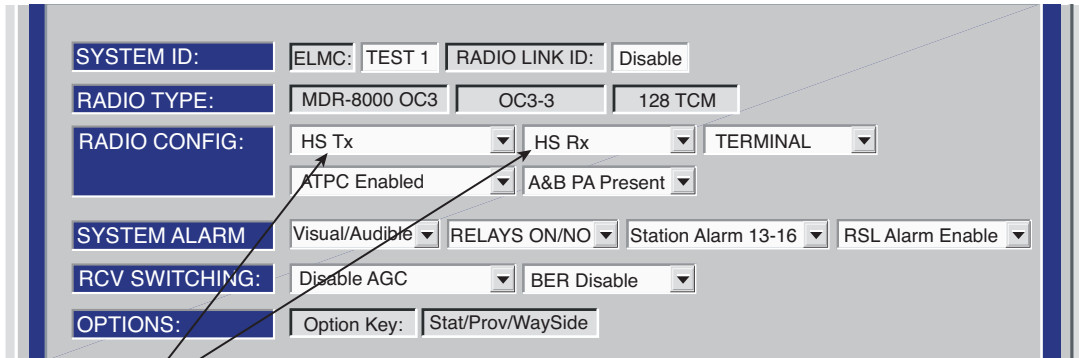 SYSTEM ID: ELMC: TEST 1 RADIO LINK ID: Disable
RADIO TYPE: MDR-8000 OC3 OC3-3 128 TCM
RADIO CONFIG: HS Tx HS Rx TERMINAL
ATPC Enabled A&B PA Present
SYSTEM ALARM Visual/Audible RELAYS ON/NO Station Alarm 13-16 RSL Alarm Enable
RCV SWITCHING: Disable AGC BER Disable
OPTIONS: Option Key: Stat/Prov/WaySide